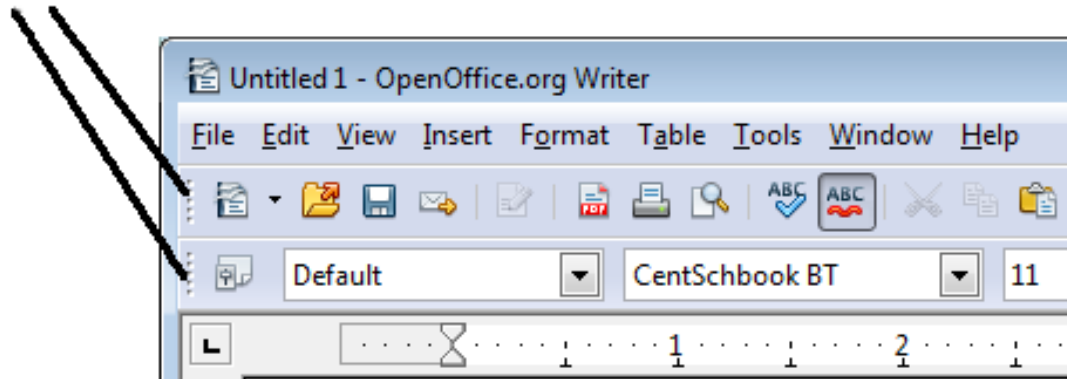 Untitled 1 - OpenOffice.org Writer
File Edit View Insert Format Table Tools Window Help
PDF ABC ABC
Default CentSchbook BT 11
1 2